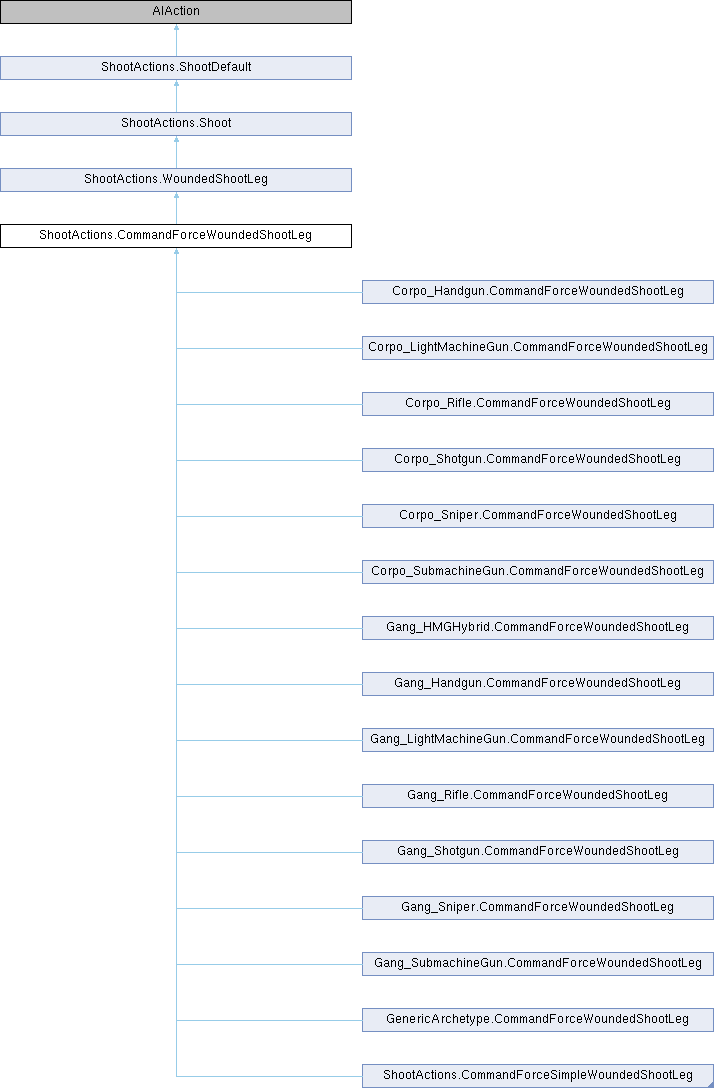 AIAction
ShootActions.ShootDefault
ShootActions.Shoot
ShootActions.WoundedShootLeg
ShootActions.CommandForceWoundedShootLeg
Corpo_Handgun.CommandForceWoundedShootLeg
Corpo_LightMachineGun.CommandForceWoundedShootLeg
Corpo_Rifle.CommandForceWoundedShootLeg
Corpo_Shotgun.CommandForceWoundedShootLeg
Corpo_Sniper.CommandForceWoundedShootLeg
Corpo_SubmachineGun.CommandForceWoundedShootLeg
Gang_HMGHybrid.CommandForceWoundedShootLeg
Gang_Handgun.CommandForceWoundedShootLeg
Gang_LightMachineGun.CommandForceWoundedShootLeg
Gang_Rifle.CommandForceWoundedShootLeg
Gang_Shotgun.CommandForceWoundedShootLeg
Gang_Sniper.CommandForceWoundedShootLeg
Gang_SubmachineGun.CommandForceWoundedShootLeg
GenericArchetype.CommandForceWoundedShootLeg
ShootActions.CommandForceSimpleWoundedShootLeg